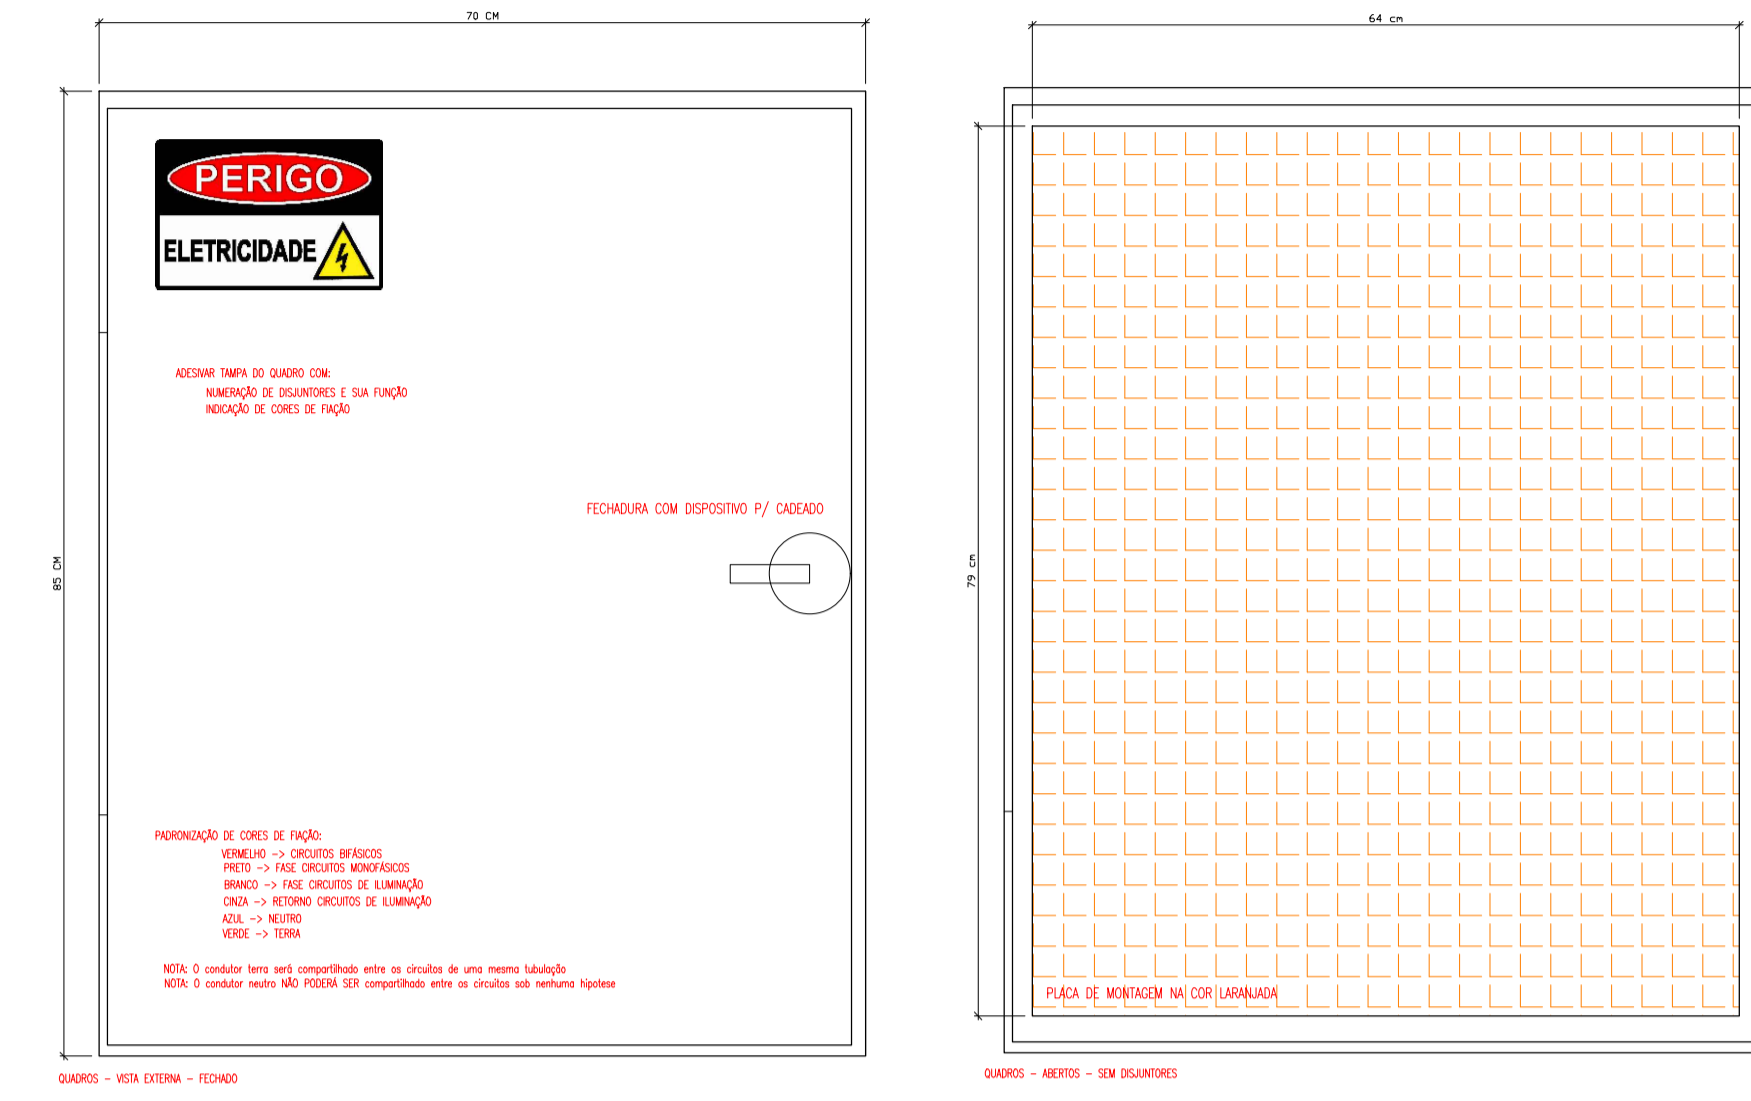 70 CM
85 CM
PERIGO
ELETRICIDADE
ADESIVAR TAMPA DO QUADRO COM:
NUMERAÇÃO DE DISJUNTORES E SUA FUNÇÃO
INDICAÇÃO DE CORES DE FIAÇÃO
FECHADURA COM DISPOSITIVO P/ CADEADO
PADRONIZAÇÃO DE CORES DE FIAÇÃO:
VERMELHO -> CIRCUITOS BIFÁSICOS
PRETO -> FASE CIRCUITOS MONOFÁSICOS
BRANCO -> FASE CIRCUITOS DE ILUMINAÇÃO
CINZA -> RETORNO CIRCUITOS DE ILUMINAÇÃO
AZUL -> NEUTRO
VERDE -> TERRA
NOTA: O condutor terra será compartilhado entre os circuitos de uma mesma tubulação
NOTA: O condutor neutro NÃO PODERÁ SER compartilhado entre os circuitos sob nenhuma hipotese
QUADROS - VISTA EXTERNA - FECHADO
64 cm
79 cm
PLACA DE MONTAGEM NA COR LARANJADA
QUADROS - ABERTOS - SEM DISJUNTORES